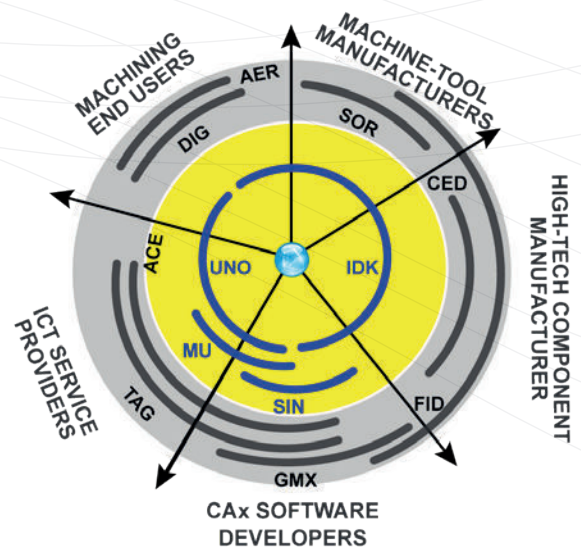 MACHINING
END USERS
MACHINE-TOOL
MANUFACTURERS
AER
SOR
DIG
CED
HIGH-TECH COMPONENT
MANUFACTURER
ACE
UNO
IDK
MU
ICT SERVICE
PROVIDERS
TAG
SIN
FID
GMX
CAx SOFTWARE
DEVELOPERS